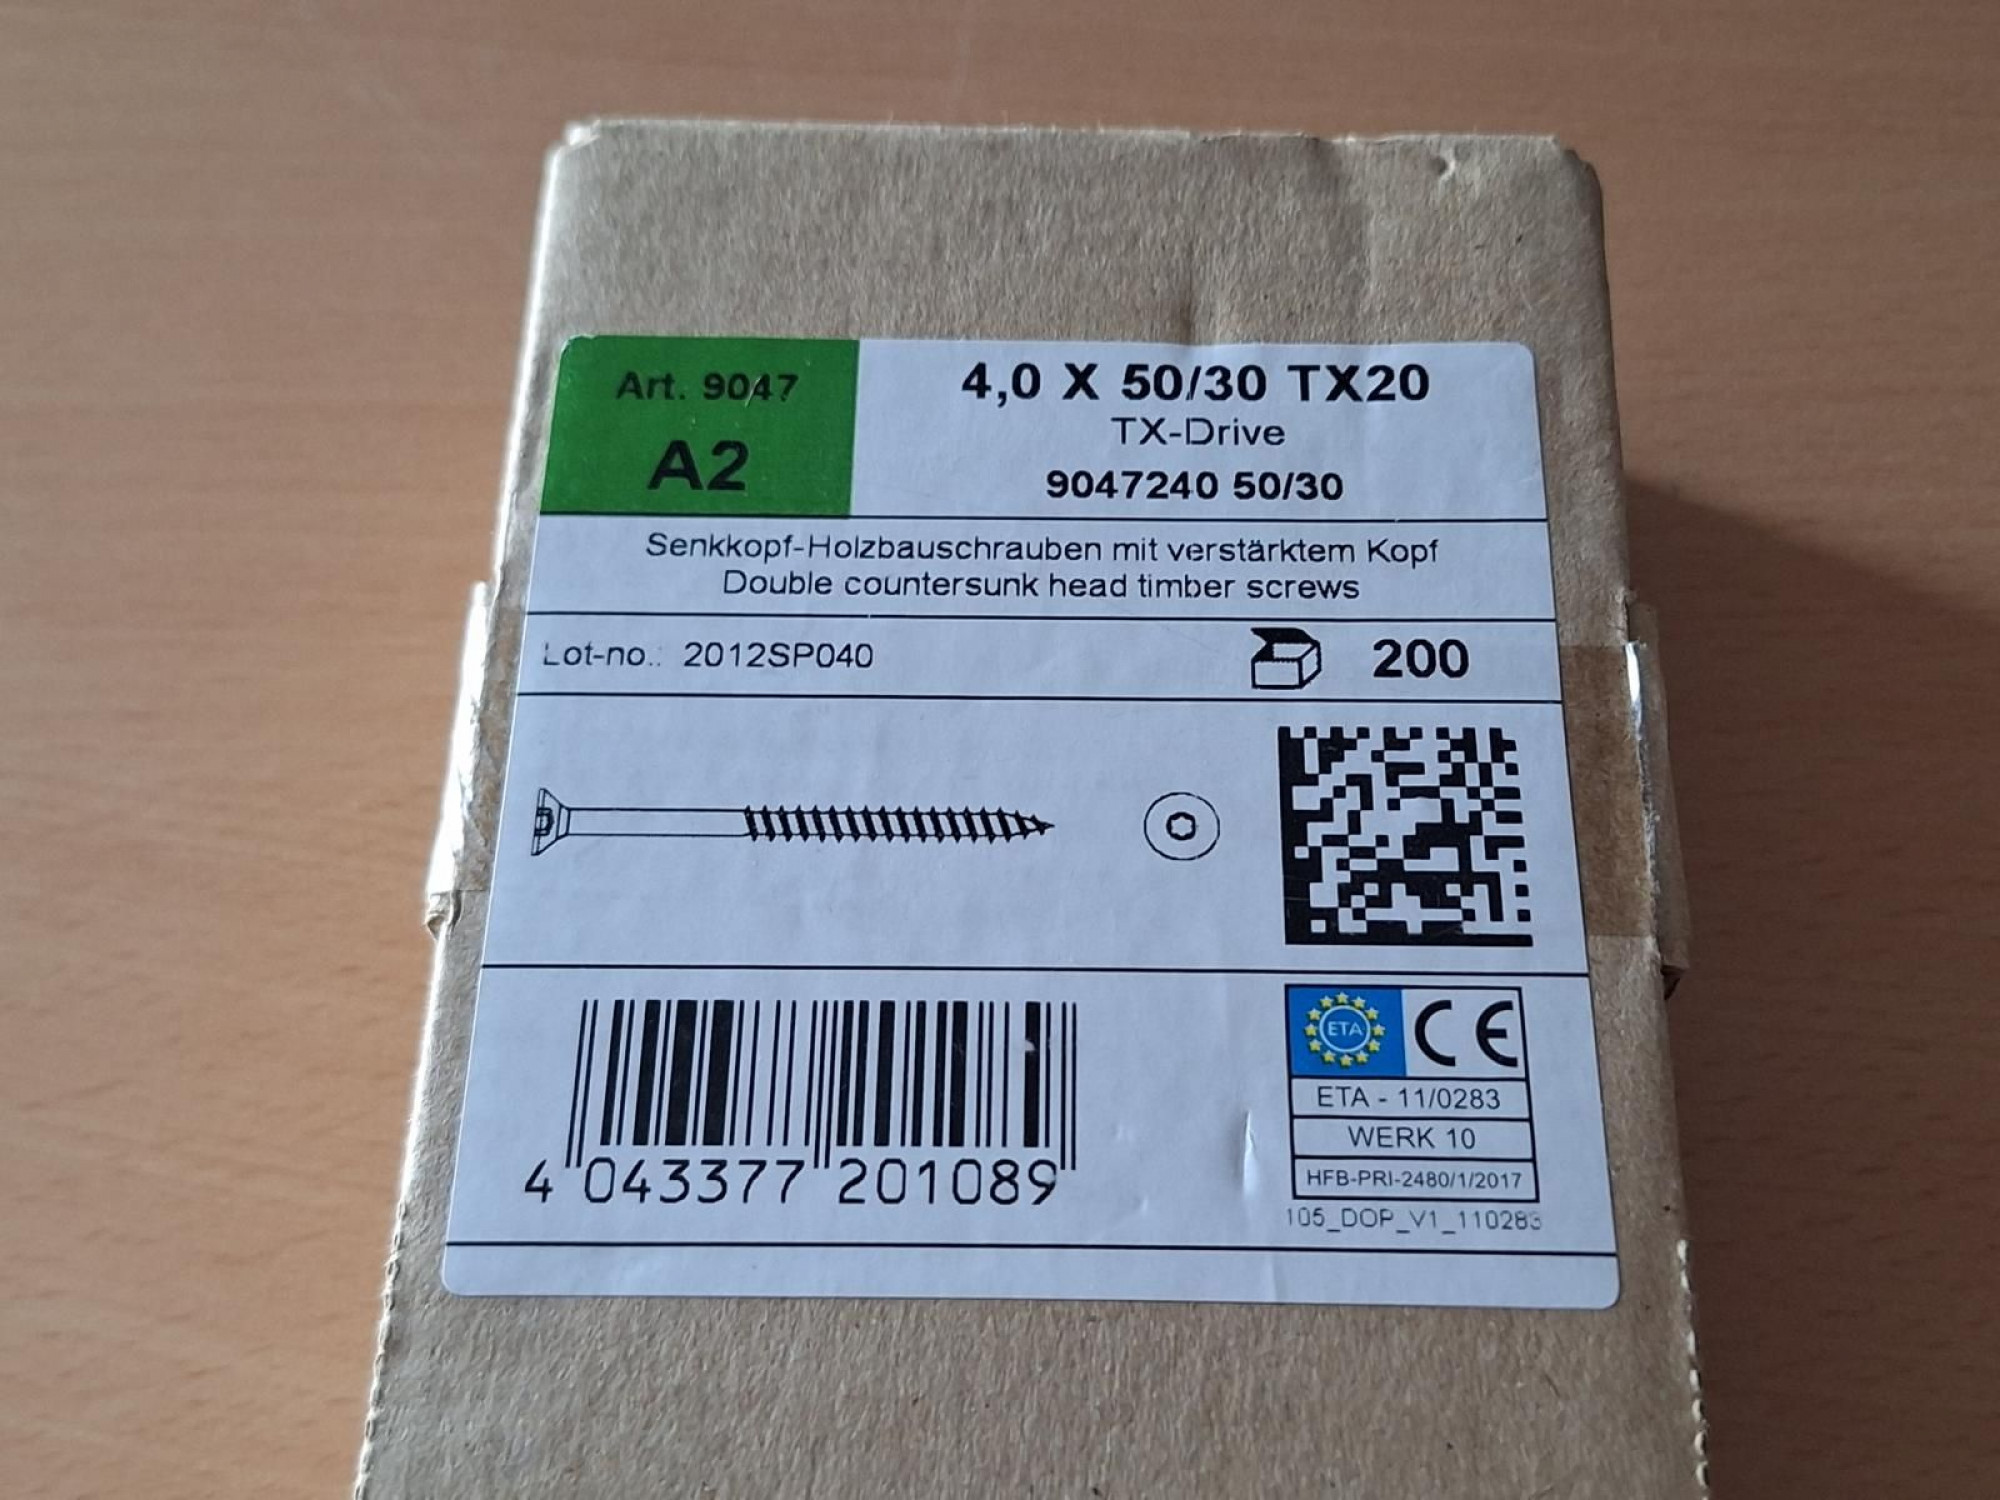 Art. 9047
A2
4,0 X 50/30 TX20
TX-Drive
9047240 50/30
Senkkopf-Holzbauschrauben mit verstärktem Kopf
Double countersunk head timber screws
Lot-no.: 2012SP040
200
4 043377 201089
ETA
CE
ETA - 11/0283
WERK 10
HFB-PRI-2480/1/2017
105_DOP_V1_110283